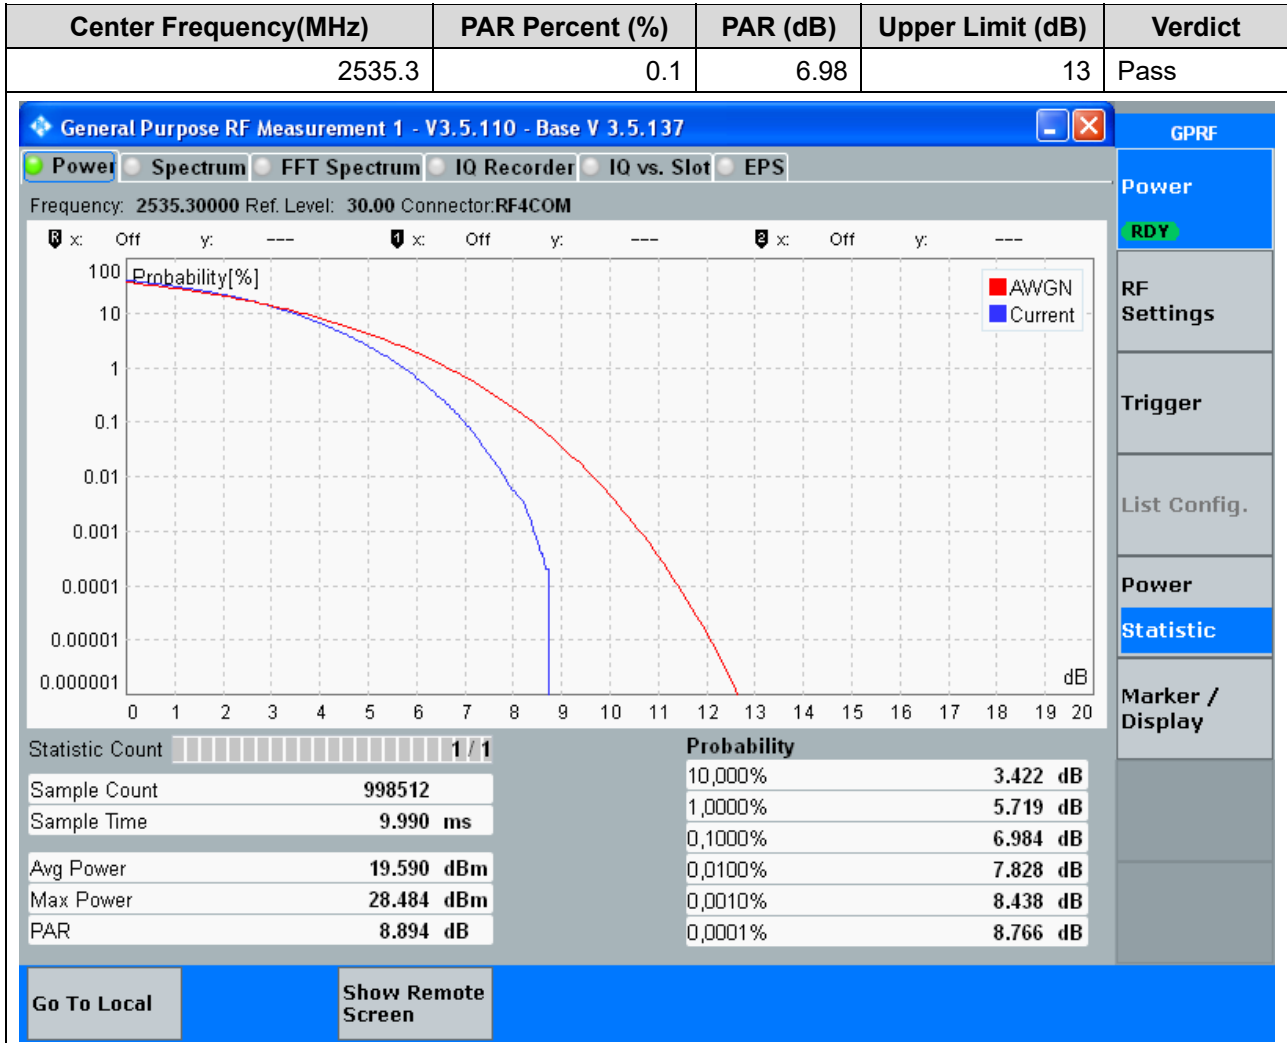 Center Frequency(MHz) PAR Percent (%) PAR (dB) Upper Limit (dB) Verdict
2535.3 0.1 6.98 13 Pass
General Purpose RF Measurement 1 - V3.5.110 - Base V 3.5.137
GPRF
Power Spectrum FFT Spectrum IQ Recorder IQ vs. Slot EPS
Frequency: 2535.30000 Ref. Level: 30.00 Connector:RF4COM
R x: Off y: --- 1 x: Off y: --- 2 x: Off y: ---
Probability[%]
AWGN
Current
100
10
1
0.1
0.01
0.001
0.0001
0.00001
0.000001
dB
0 1 2 3 4 5 6 7 8 9 10 11 12 13 14 15 16 17 18 19 20
Statistic Count 1 / 1
Sample Count 998512
Sample Time 9.990 ms
Avg Power 19.590 dBm
Max Power 28.484 dBm
PAR 8.894 dB
Probability
10,000% 3.422 dB
1,0000% 5.719 dB
0,1000% 6.984 dB
0,0100% 7.828 dB
0,0010% 8.438 dB
0,0001% 8.766 dB
Power
RDY
RF
Settings
Trigger
List Config.
Power
Statistic
Marker /
Display
Go To Local
Show Remote
Screen